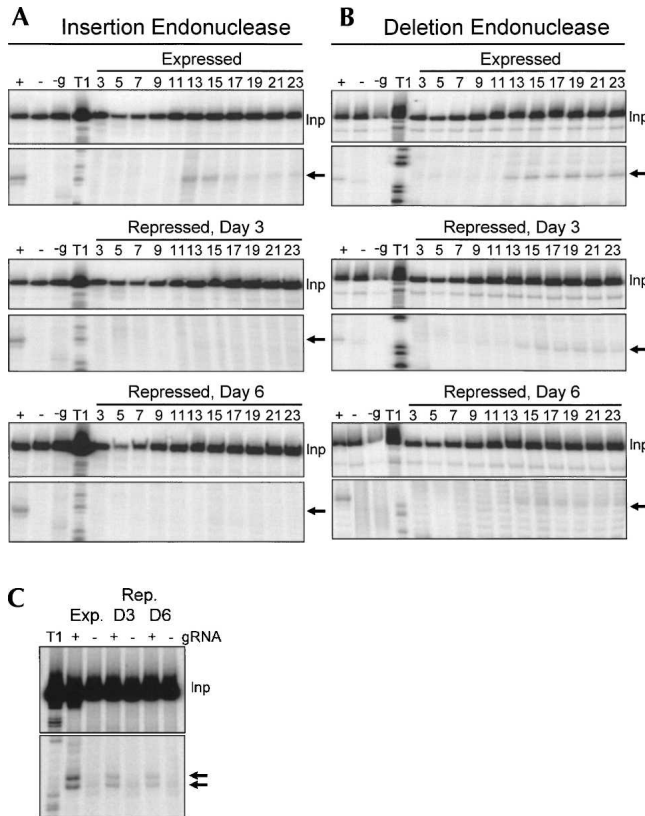 A Insertion Endonuclease
Expressed
+ - -g T1 3 5 7 9 11 13 15 17 19 21 23
Inp
Repressed, Day 3
+ - -g T1 3 5 7 9 11 13 15 17 19 21 23
Inp
Repressed, Day 6
+ - -g T1 3 5 7 9 11 13 15 17 19 21 23
Inp
B Deletion Endonuclease
Expressed
+ - -g T1 3 5 7 9 11 13 15 17 19 21 23
Inp
Repressed, Day 3
+ - -g T1 3 5 7 9 11 13 15 17 19 21 23
Inp
Repressed, Day 6
+ - -g T1 3 5 7 9 11 13 15 17 19 21 23
Inp
C
Rep.
Exp. D3 D6
T1 + - + - + - gRNA
Inp